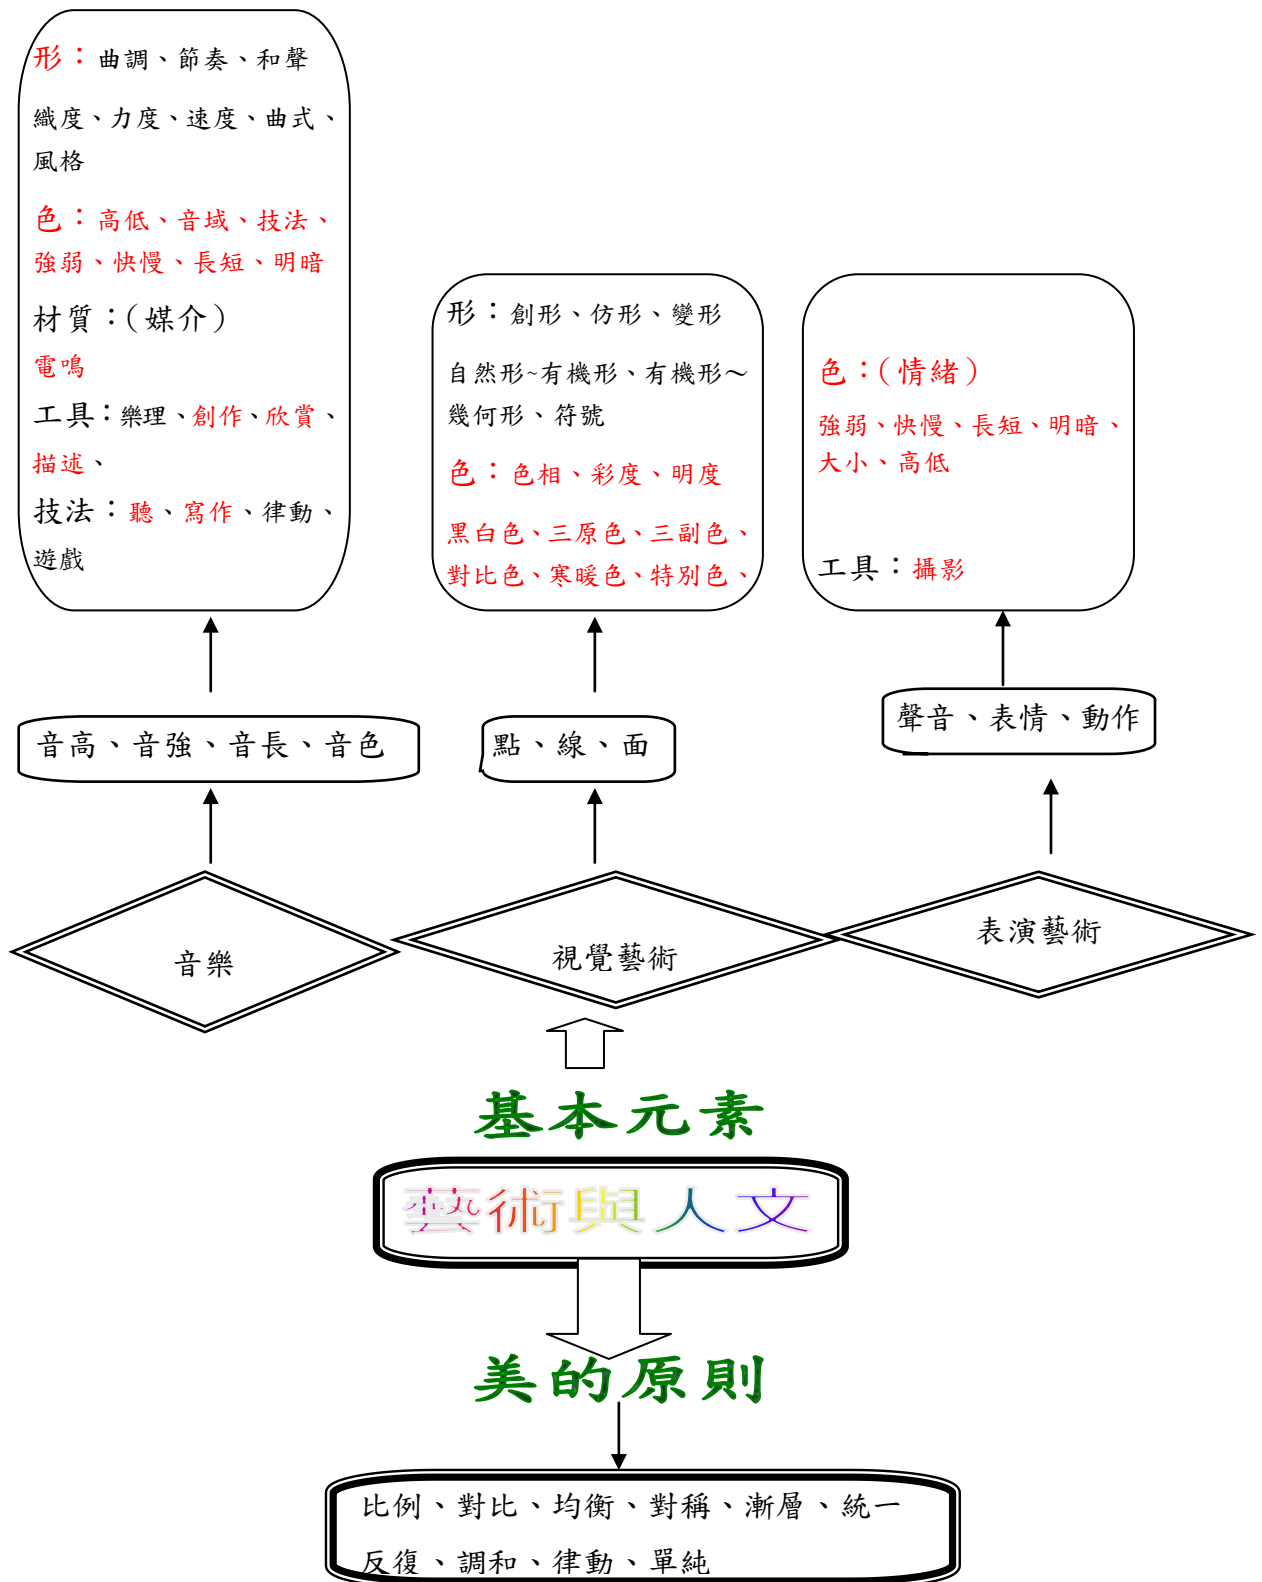 形：曲調、節奏、和聲
織度、力度、速度、曲式、
風格
色：高低、音域、技法、
強弱、快慢、長短、明暗
材質：(媒介)
電鳴
工具：樂理、創作、欣賞、
描述、
技法：聽、寫作、律動、
遊戲
形：創形、仿形、變形
自然形~有機形、有機形～
幾何形、符號
色：色相、彩度、明度
黑白色、三原色、三副色、
對比色、寒暖色、特別色、
色：(情緒)
強弱、快慢、長短、明暗、
大小、高低
工具：攝影
音高、音強、音長、音色
點、線、面
聲音、表情、動作
音樂
視覺藝術
表演藝術
基本元素
藝術與人文
美的原則
比例、對比、均衡、對稱、漸層、統一
反復、調和、律動、單純